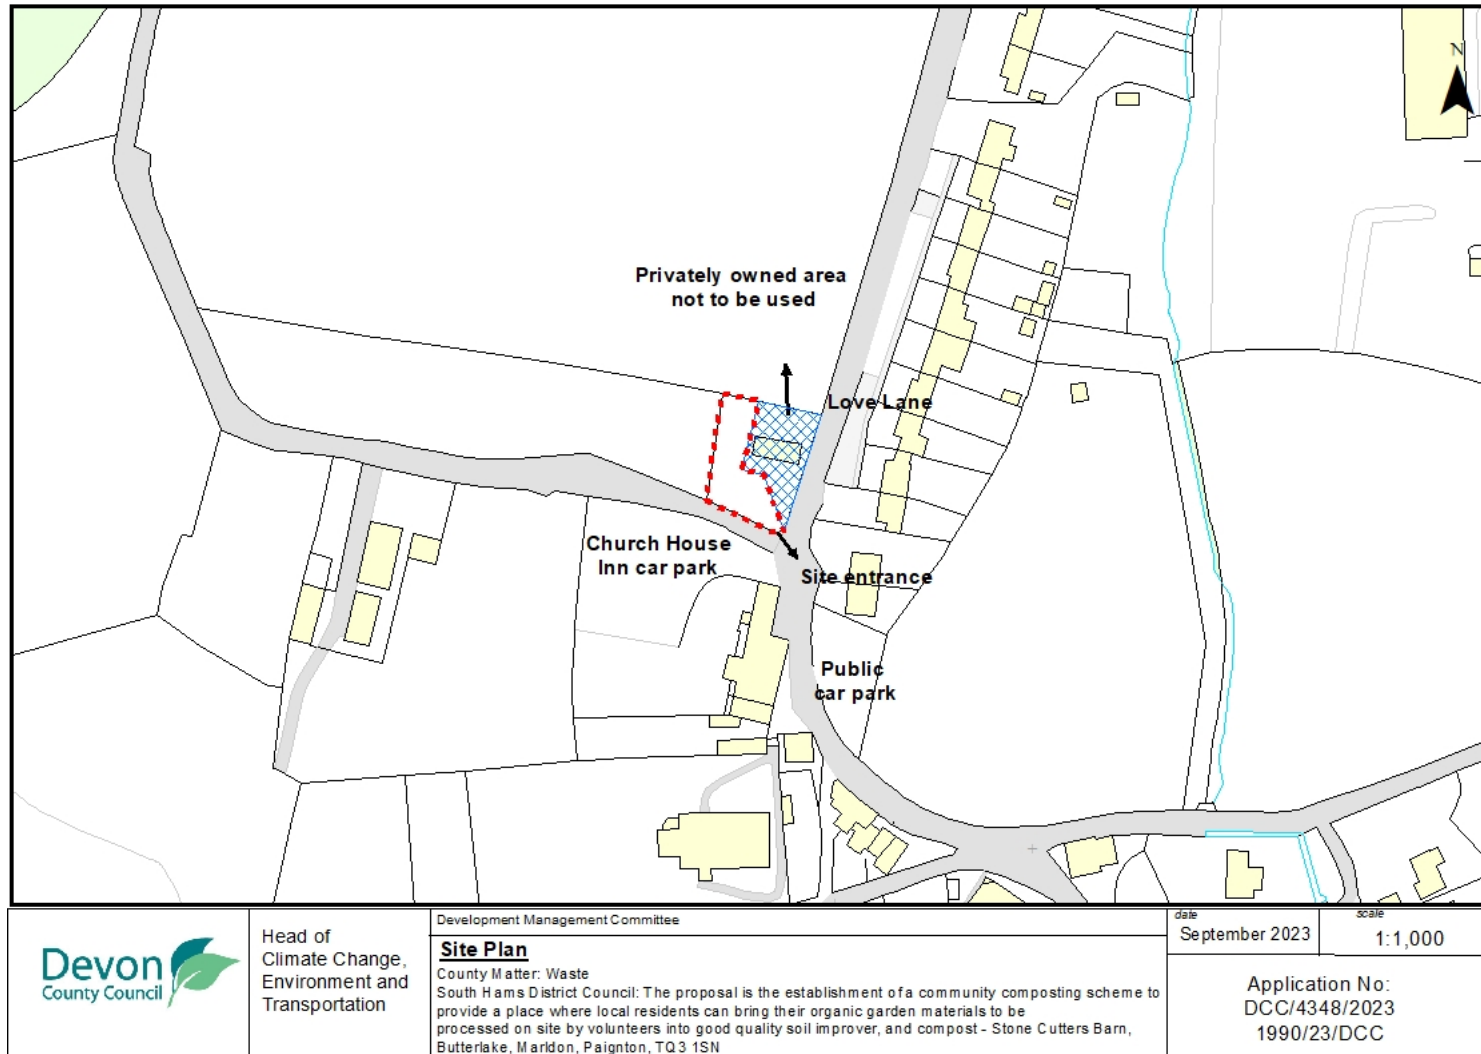 N
Privately owned area
not to be used
Love Lane
Church House
Inn car park
Site entrance
Public
car park
Devon
County Council
Head of
Climate Change,
Environment and
Transportation
Development Management Committee
Site Plan
County Matter: Waste
South Hams District Council: The proposal is the establishment of a community composting scheme to
provide a place where local residents can bring their organic garden materials to be
processed on site by volunteers into good quality soil improver, and compost - Stone Cutters Barn,
Butterlake, Marldon, Paignton, TQ3 1SN
date
September 2023
scale
1:1,000
Application No:
DCC/4348/2023
1990/23/DCC